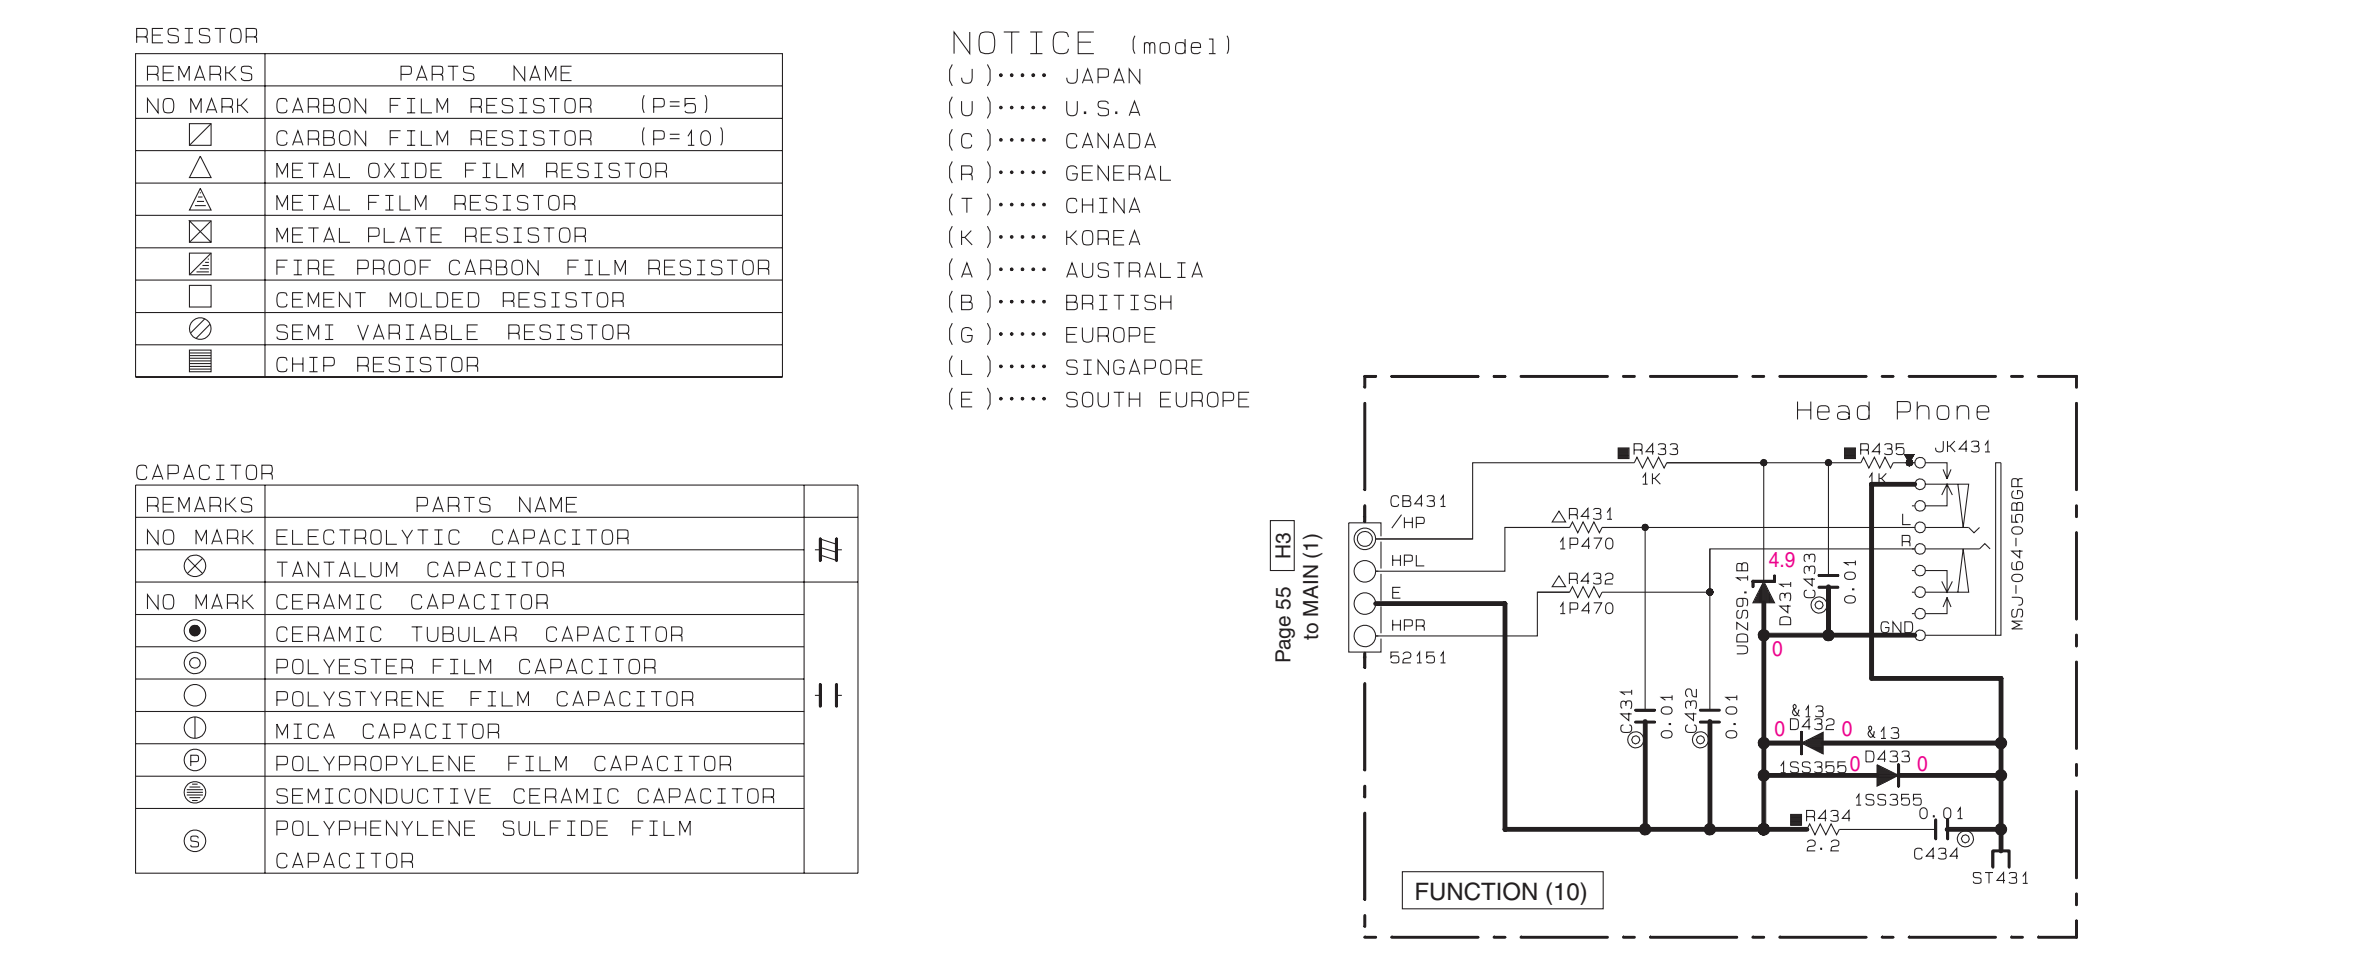 RESISTOR
REMARKS PARTS NAME
NO MARK CARBON FILM RESISTOR (P=5)
CARBON FILM RESISTOR (P=10)
METAL OXIDE FILM RESISTOR
METAL FILM RESISTOR
METAL PLATE RESISTOR
FIRE PROOF CARBON FILM RESISTOR
CEMENT MOLDED RESISTOR
SEMI VARIABLE RESISTOR
CHIP RESISTOR
CAPACITOR
REMARKS PARTS NAME
NO MARK ELECTROLYTIC CAPACITOR
TANTALUM CAPACITOR
NO MARK CERAMIC CAPACITOR
CERAMIC TUBULAR CAPACITOR
POLYESTER FILM CAPACITOR
POLYSTYRENE FILM CAPACITOR
MICA CAPACITOR
P POLYPROPYLENE FILM CAPACITOR
SEMICONDUCTIVE CERAMIC CAPACITOR
S POLYPHENYLENE SULFIDE FILM
CAPACITOR
NOTICE (model)
(J)····· JAPAN
(U)····· U.S.A
(C)····· CANADA
(R)····· GENERAL
(T)····· CHINA
(K)····· KOREA
(A)····· AUSTRALIA
(B)····· BRITISH
(G)····· EUROPE
(L)····· SINGAPORE
(E)····· SOUTH EUROPE
Head Phone
R433
1K
R435
1K
JK431
MSJ-064-05BGR
CB431
/HP
HPL
E
HPR
52151
Page 55 H3
to MAIN (1)
R431
1P470
R432
1P470
L
R
GND
UDZS9.1B
D431
4.9
0
C433
0.01
C431
0.01
C432
0.01
&13
0 D432 0
1SS355
&13
0 D433 0
1SS355
R434
2.2
0.01
C434
ST431
FUNCTION (10)